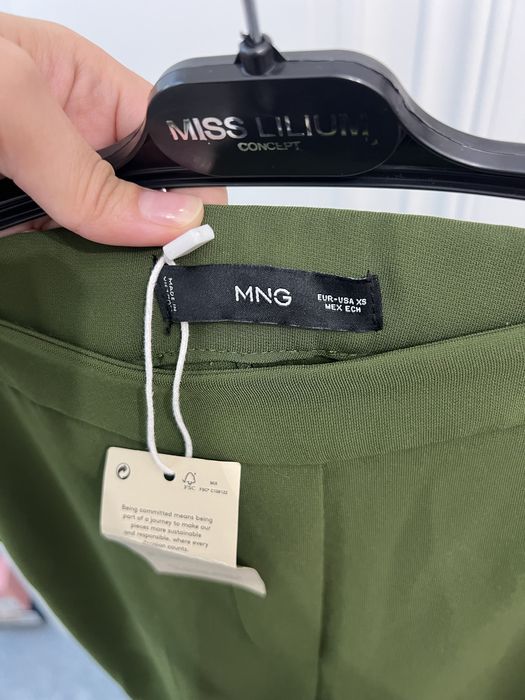 MISS LILIUM
CONCEPT
MADE IN
MNG
EUR-USA XS
MEX ECH
FSC
MIX
Being committed means being
part of a journey to make our
pieces more sustainable
and responsible, where every
counts.